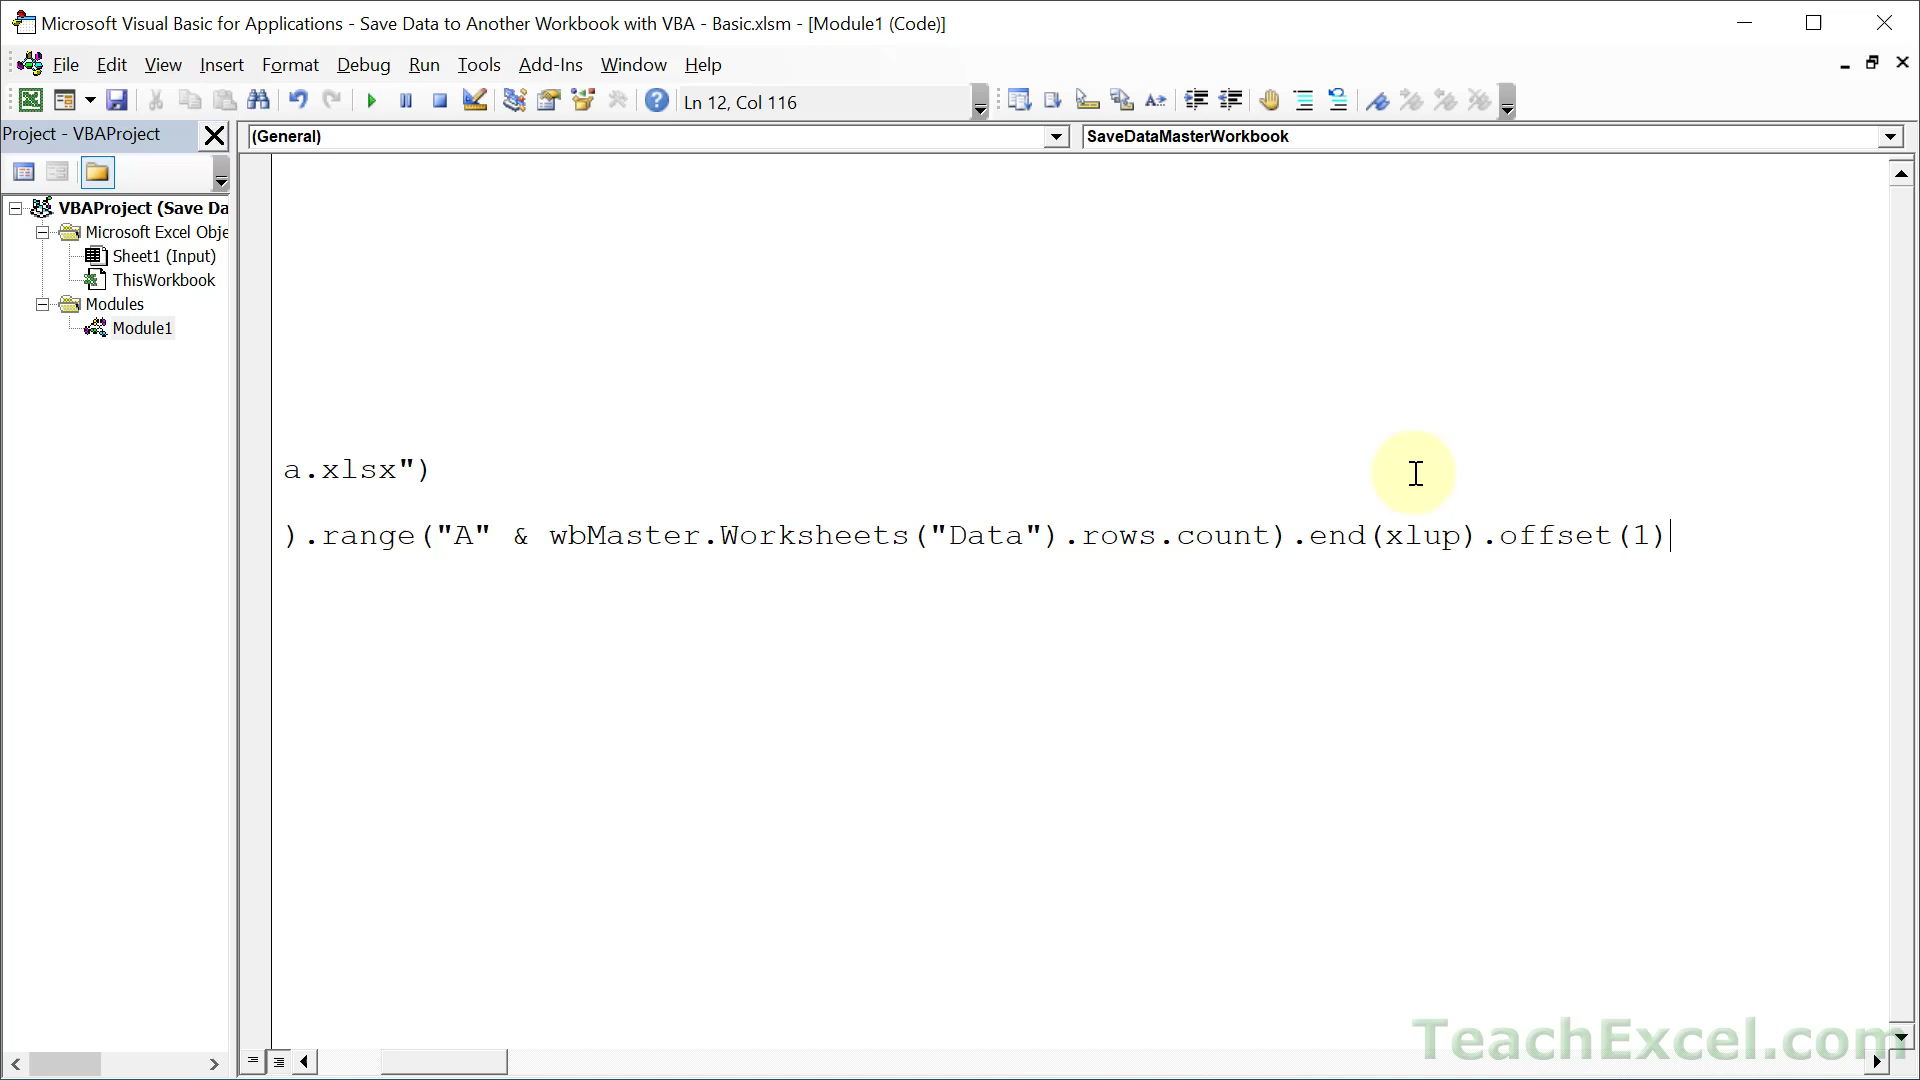 Microsoft Visual Basic for Applications - Save Data to Another Workbook with VBA - Basic.xlsm - [Module1 (Code)]
File Edit View Insert Format Debug Run Tools Add-Ins Window Help
Ln 12, Col 116
Project - VBAProject
(General)
SaveDataMasterWorkbook
VBAProject (Save Da
Microsoft Excel Obje
Sheet1 (Input)
ThisWorkbook
Modules
Module1
a.xlsx")
).range("A" & wbMaster.Worksheets("Data").rows.count).end(xlup).offset(1)
TeachExcel.com